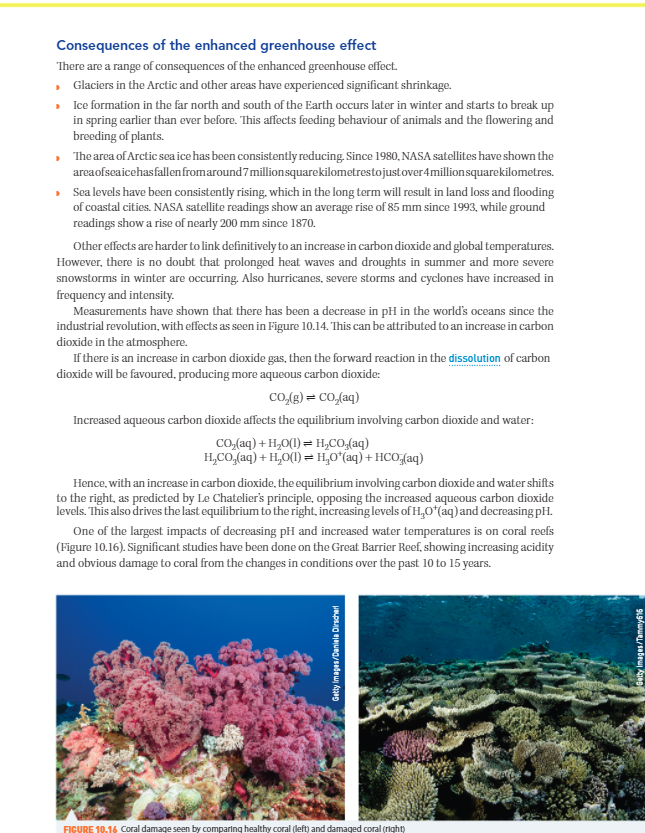 Consequences of the enhanced greenhouse effect
There are a range of consequences of the enhanced greenhouse effect.
Glaciers in the Arctic and other areas have experienced significant shrinkage.
Ice formation in the far north and south of the Earth occurs later in winter and starts to break up
in spring earlier than ever before. This affects feeding behaviour of animals and the flowering and
breeding of plants.
The area of Arctic sea ice has been consistently reducing. Since 1980, NASA satellites have shown the
area of sea ice has fallen from around 7 million square kilometres to just over 4 million square kilometres.
Sea levels have been consistently rising, which in the long term will result in land loss and flooding
of coastal cities. NASA satellite readings show an average rise of 85 mm since 1993, while ground
readings show a rise of nearly 200 mm since 1870.
Other effects are harder to link definitively to an increase in carbon dioxide and global temperatures.
However, there is no doubt that prolonged heat waves and droughts in summer and more severe
snowstorms in winter are occurring. Also hurricanes, severe storms and cyclones have increased in
frequency and intensity.
Measurements have shown that there has been a decrease in pH in the world's oceans since the
industrial revolution, with effects as seen in Figure 10.14. This can be attributed to an increase in carbon
dioxide in the atmosphere.
If there is an increase in carbon dioxide gas, then the forward reaction in the dissolution of carbon
dioxide will be favoured, producing more aqueous carbon dioxide:
CO₂(g) ⇌ CO₂(aq)
Increased aqueous carbon dioxide affects the equilibrium involving carbon dioxide and water:
CO₂(aq) + H₂O(l) ⇌ H₂CO₃(aq)
H₂CO₃(aq) + H₂O(l) ⇌ H₃O⁺(aq) + HCO₃⁻(aq)
Hence, with an increase in carbon dioxide, the equilibrium involving carbon dioxide and water shifts
to the right, as predicted by Le Chatelier's principle, opposing the increased aqueous carbon dioxide
levels. This also drives the last equilibrium to the right, increasing levels of H₃O⁺(aq) and decreasing pH.
One of the largest impacts of decreasing pH and increased water temperatures is on coral reefs
(Figure 10.16). Significant studies have been done on the Great Barrier Reef, showing increasing acidity
and obvious damage to coral from the changes in conditions over the past 10 to 15 years.
Getty Images/Daniela Dirscherl
Getty Images/Tammy616
FIGURE 10.16 Coral damage seen by comparing healthy coral (left) and damaged coral (right)